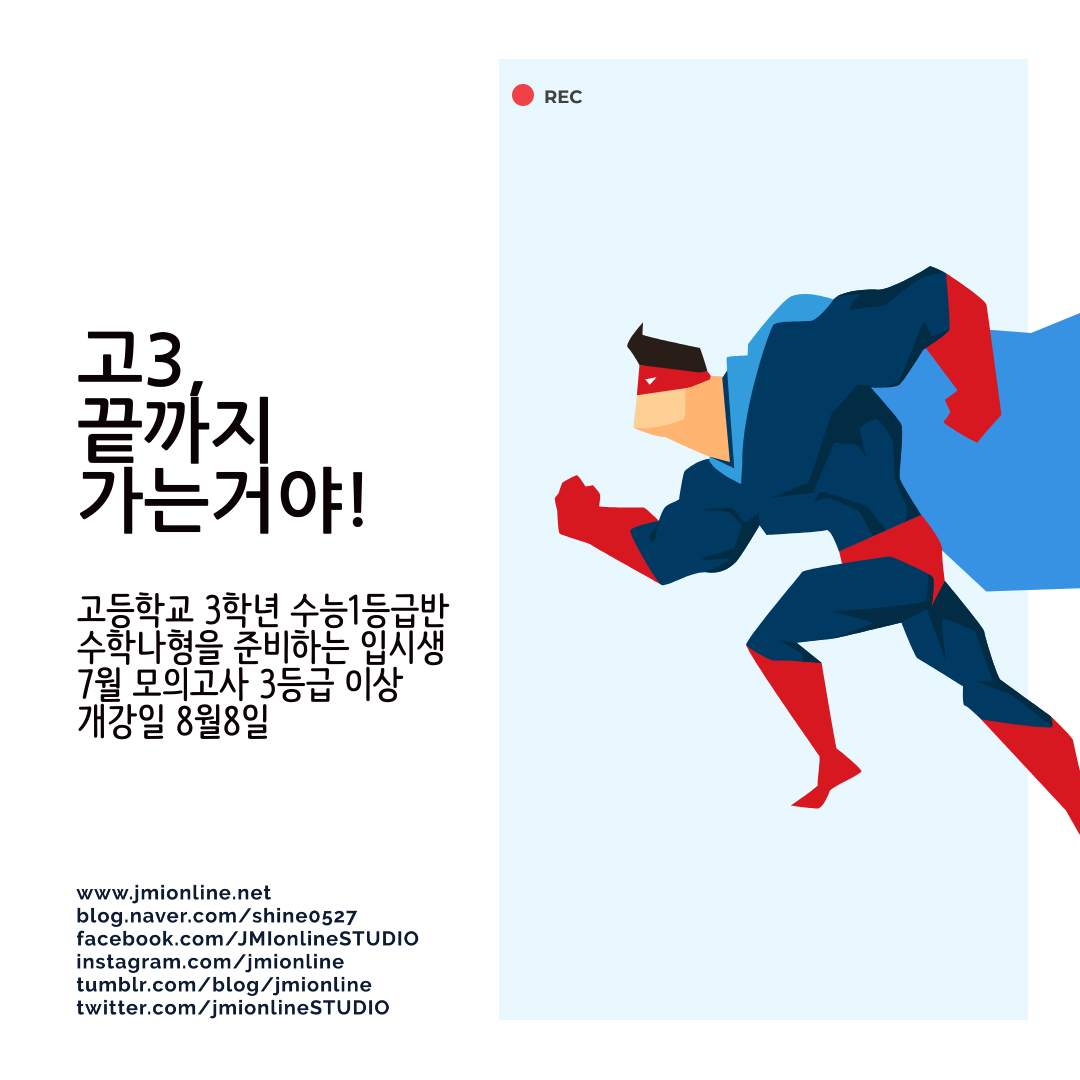 REC
고3,
끝까지
가는거야!
고등학교 3학년 수능1등급반
수학나형을 준비하는 입시생
7월 모의고사 3등급 이상
개강일 8월8일
www.jmionline.net
blog.naver.com/shine0527
facebook.com/JMIonlineSTUDIO
instagram.com/jmionline
tumblr.com/blog/jmionline
twitter.com/jmionlineSTUDIO